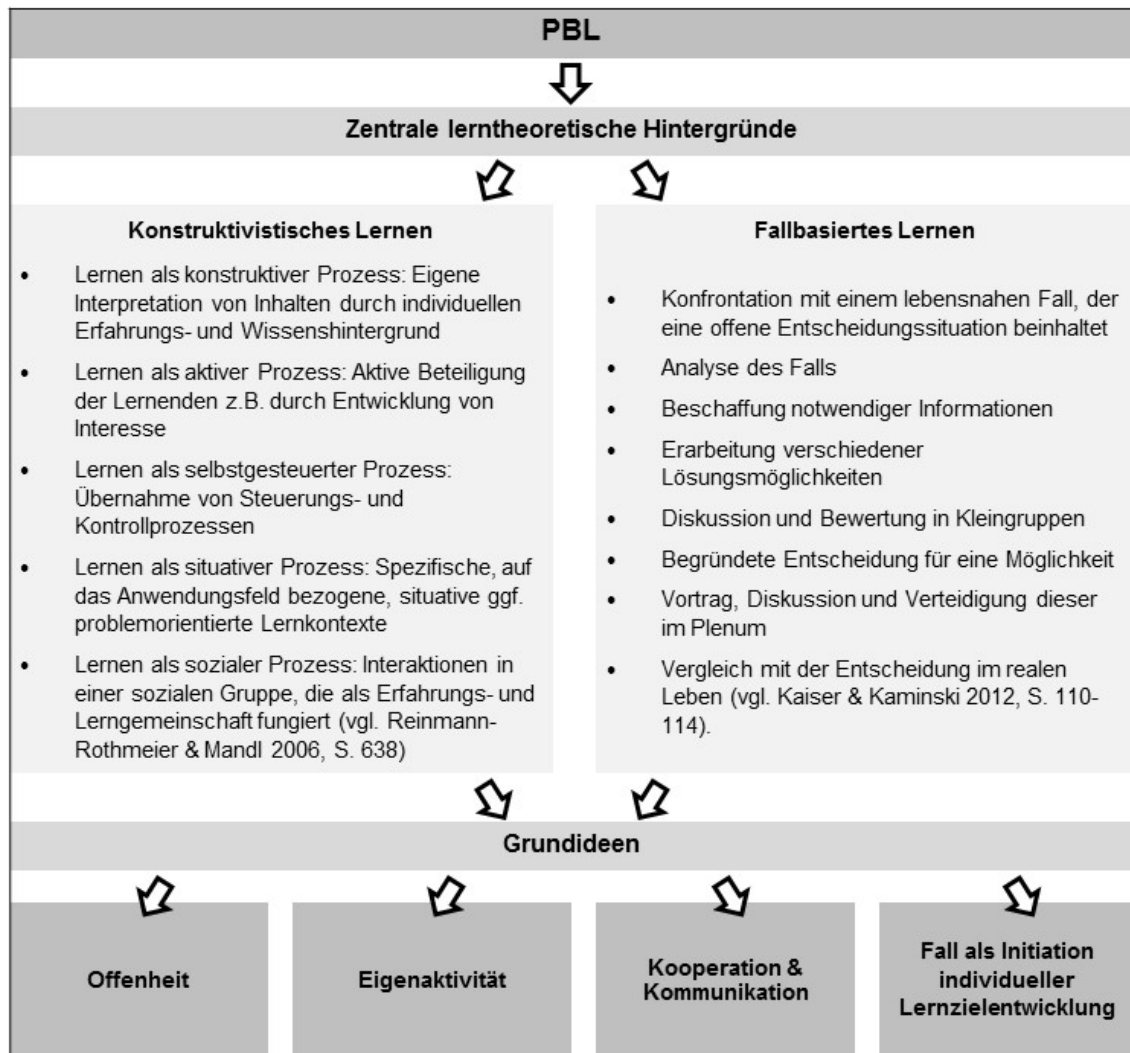 PBL
Zentrale lerntheoretische Hintergründe
Konstruktivistisches Lernen
• Lernen als konstruktiver Prozess: Eigene
Interpretation von Inhalten durch individuellen
Erfahrungs- und Wissenshintergrund
• Lernen als aktiver Prozess: Aktive Beteiligung
der Lernenden z.B. durch Entwicklung von
Interesse
• Lernen als selbstgesteuerter Prozess:
Übernahme von Steuerungs- und
Kontrollprozessen
• Lernen als situativer Prozess: Spezifische, auf
das Anwendungsfeld bezogene, situative ggf.
problemorientierte Lernkontexte
• Lernen als sozialer Prozess: Interaktionen in
einer sozialen Gruppe, die als Erfahrungs- und
Lerngemeinschaft fungiert (vgl. Reinmann-
Rothmeier & Mandl 2006, S. 638)
Fallbasiertes Lernen
• Konfrontation mit einem lebensnahen Fall, der
eine offene Entscheidungssituation beinhaltet
• Analyse des Falls
• Beschaffung notwendiger Informationen
• Erarbeitung verschiedener
Lösungsmöglichkeiten
• Diskussion und Bewertung in Kleingruppen
• Begründete Entscheidung für eine Möglichkeit
• Vortrag, Diskussion und Verteidigung dieser
im Plenum
• Vergleich mit der Entscheidung im realen
Leben (vgl. Kaiser & Kaminski 2012, S. 110-
114).
Grundideen
Offenheit
Eigenaktivität
Kooperation &
Kommunikation
Fall als Initiation
individueller
Lernzielentwicklung